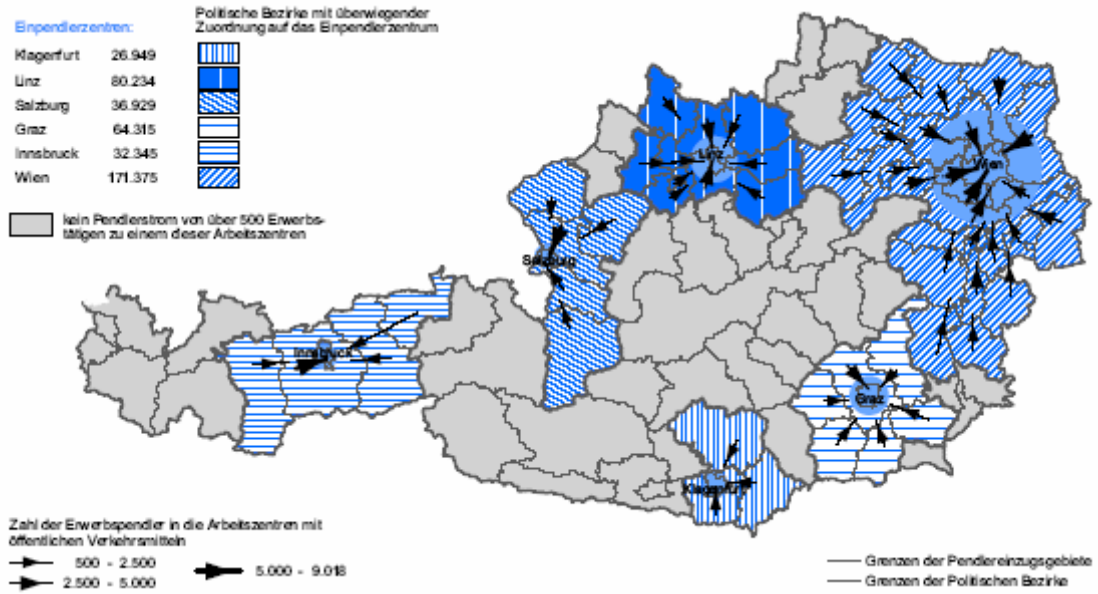 Einpendlerzentren:
Politische Bezirke mit überwiegender
Zuordnung auf das Einpendlerzentrum
Klagerfurt 26.949
Linz 80.234
Salzburg 36.929
Graz 64.315
Innsbruck 32.345
Wien 171.375
kein Pendlerstrom von über 500 Erwerbs-
tätigen zu einem dieser Arbeitszentren
Linz
Wien
Salzburg
Innsbruck
Graz
Klagenfurt
Zahl der Erwerbspendler in die Arbeitszentren mit
öffentlichen Verkehrsmitteln
500 - 2.500
2.500 - 5.000
5.000 - 9.018
Grenzen der Pendlereinzugsgebiete
Grenzen der Politischen Bezirke